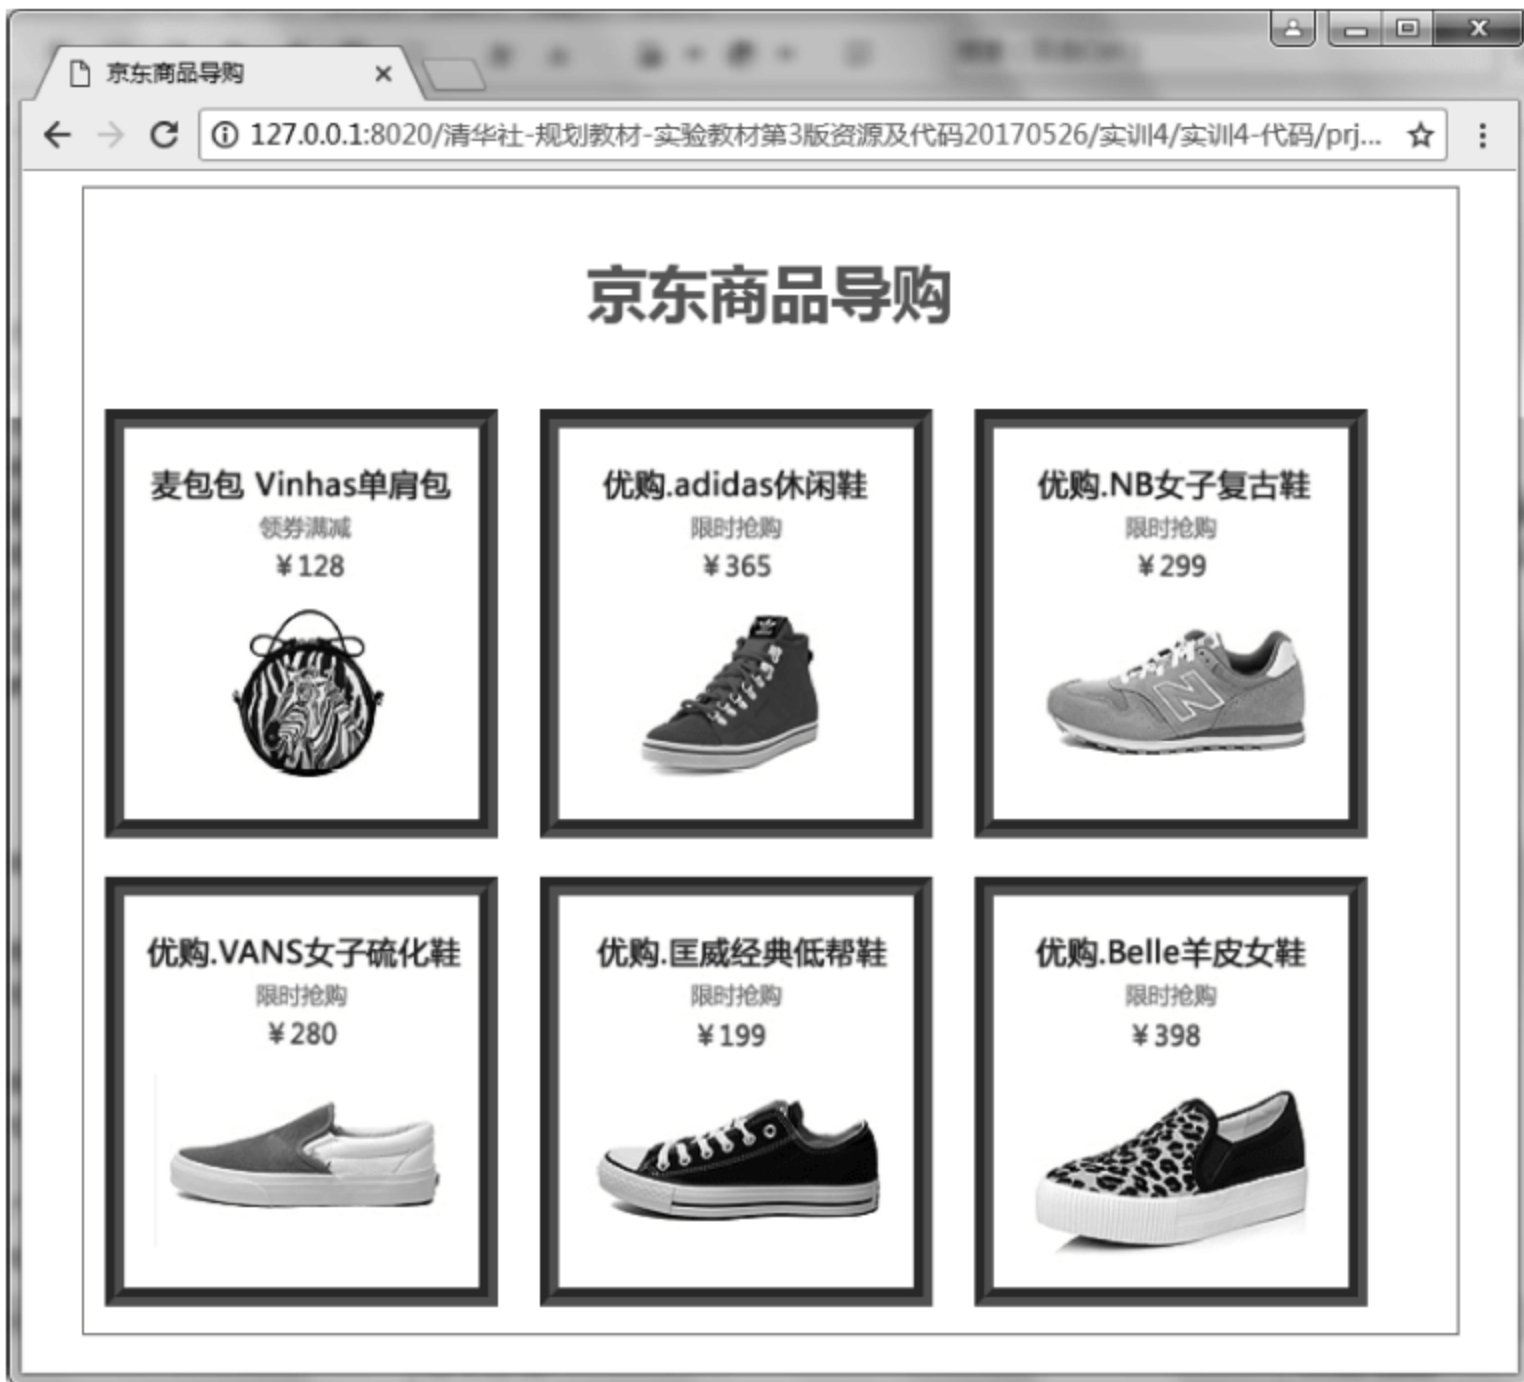 京东商品导购
127.0.0.1:8020/清华社-规划教材-实验教材第3版资源及代码20170526/实训4/实训4-代码/prj...
京东商品导购
麦包包 Vinhas单肩包
领券满减
¥128
优购.adidas休闲鞋
限时抢购
¥365
优购.NB女子复古鞋
限时抢购
¥299
N
优购.VANS女子硫化鞋
限时抢购
¥280
优购.匡威经典低帮鞋
限时抢购
¥199
优购.Belle羊皮女鞋
限时抢购
¥398